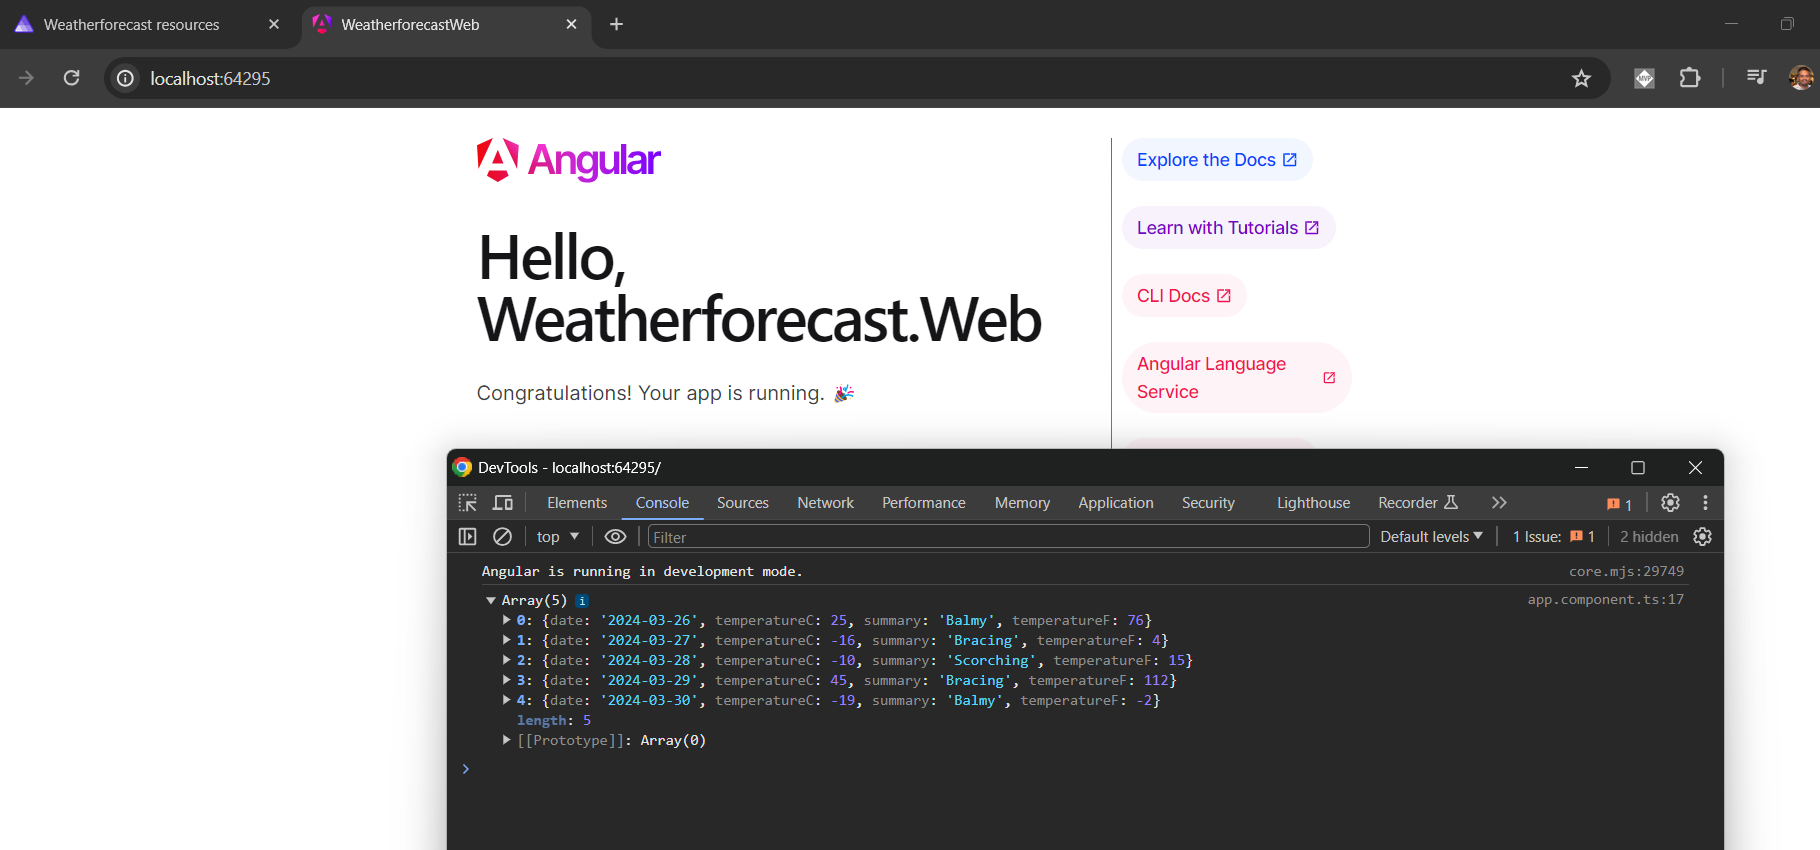 Weatherforecast resources
WeatherforecastWeb
localhost:64295
MVP
Angular
Hello,
Weatherforecast.Web
Congratulations! Your app is running. 🎉
Explore the Docs
Learn with Tutorials
CLI Docs
Angular Language
Service
DevTools - localhost:64295/
Elements Console Sources Network Performance Memory Application Security Lighthouse Recorder 1
top Filter Default levels 1 Issue: 1 2 hidden
Angular is running in development mode. core.mjs:29749
Array(5) i app.component.ts:17
0: {date: '2024-03-26', temperatureC: 25, summary: 'Balmy', temperatureF: 76}
1: {date: '2024-03-27', temperatureC: -16, summary: 'Bracing', temperatureF: 4}
2: {date: '2024-03-28', temperatureC: -10, summary: 'Scorching', temperatureF: 15}
3: {date: '2024-03-29', temperatureC: 45, summary: 'Bracing', temperatureF: 112}
4: {date: '2024-03-30', temperatureC: -19, summary: 'Balmy', temperatureF: -2}
length: 5
[[Prototype]]: Array(0)